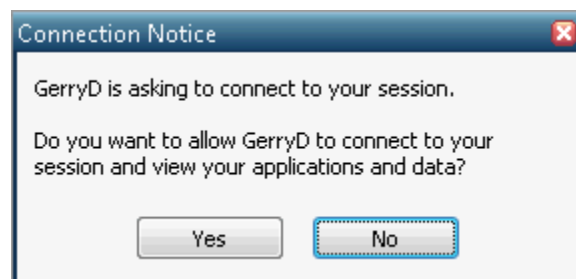 Connection Notice
GerryD is asking to connect to your session.
Do you want to allow GerryD to connect to your
session and view your applications and data?
Yes No